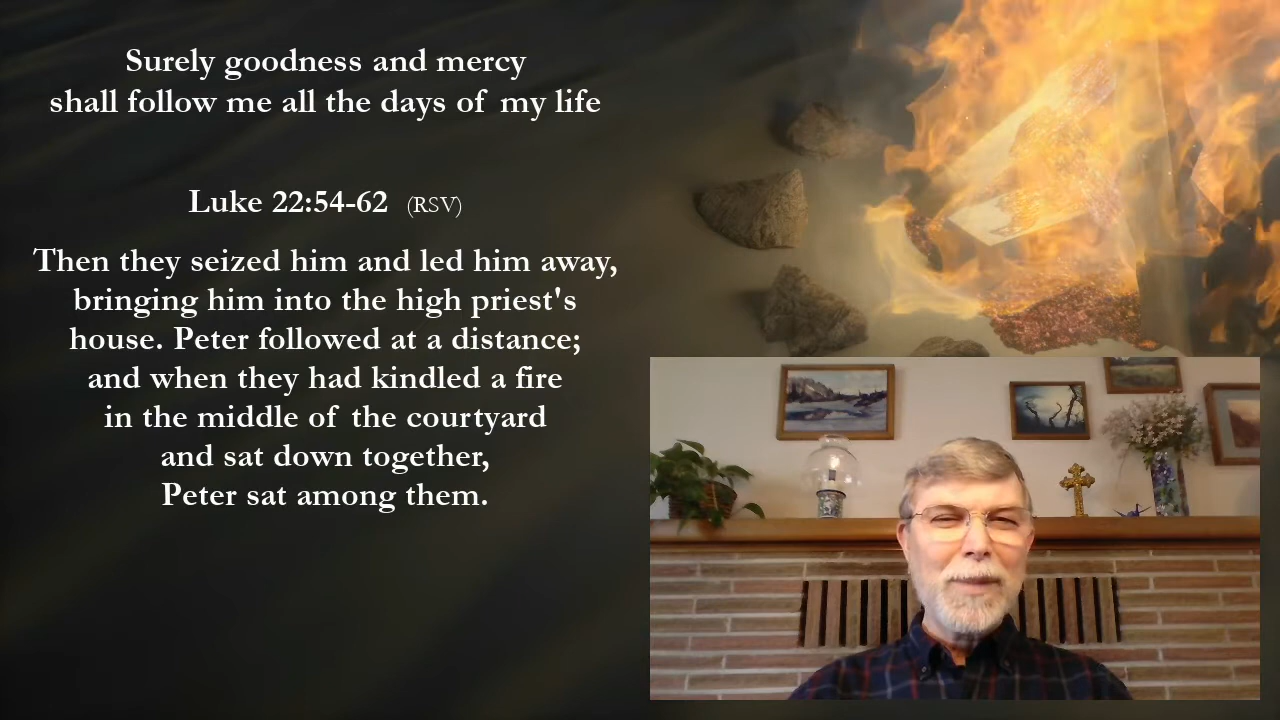 Surely goodness and mercy
shall follow me all the days of my life
Luke 22:54-62 (RSV)
Then they seized him and led him away,
bringing him into the high priest's
house. Peter followed at a distance;
and when they had kindled a fire
in the middle of the courtyard
and sat down together,
Peter sat among them.